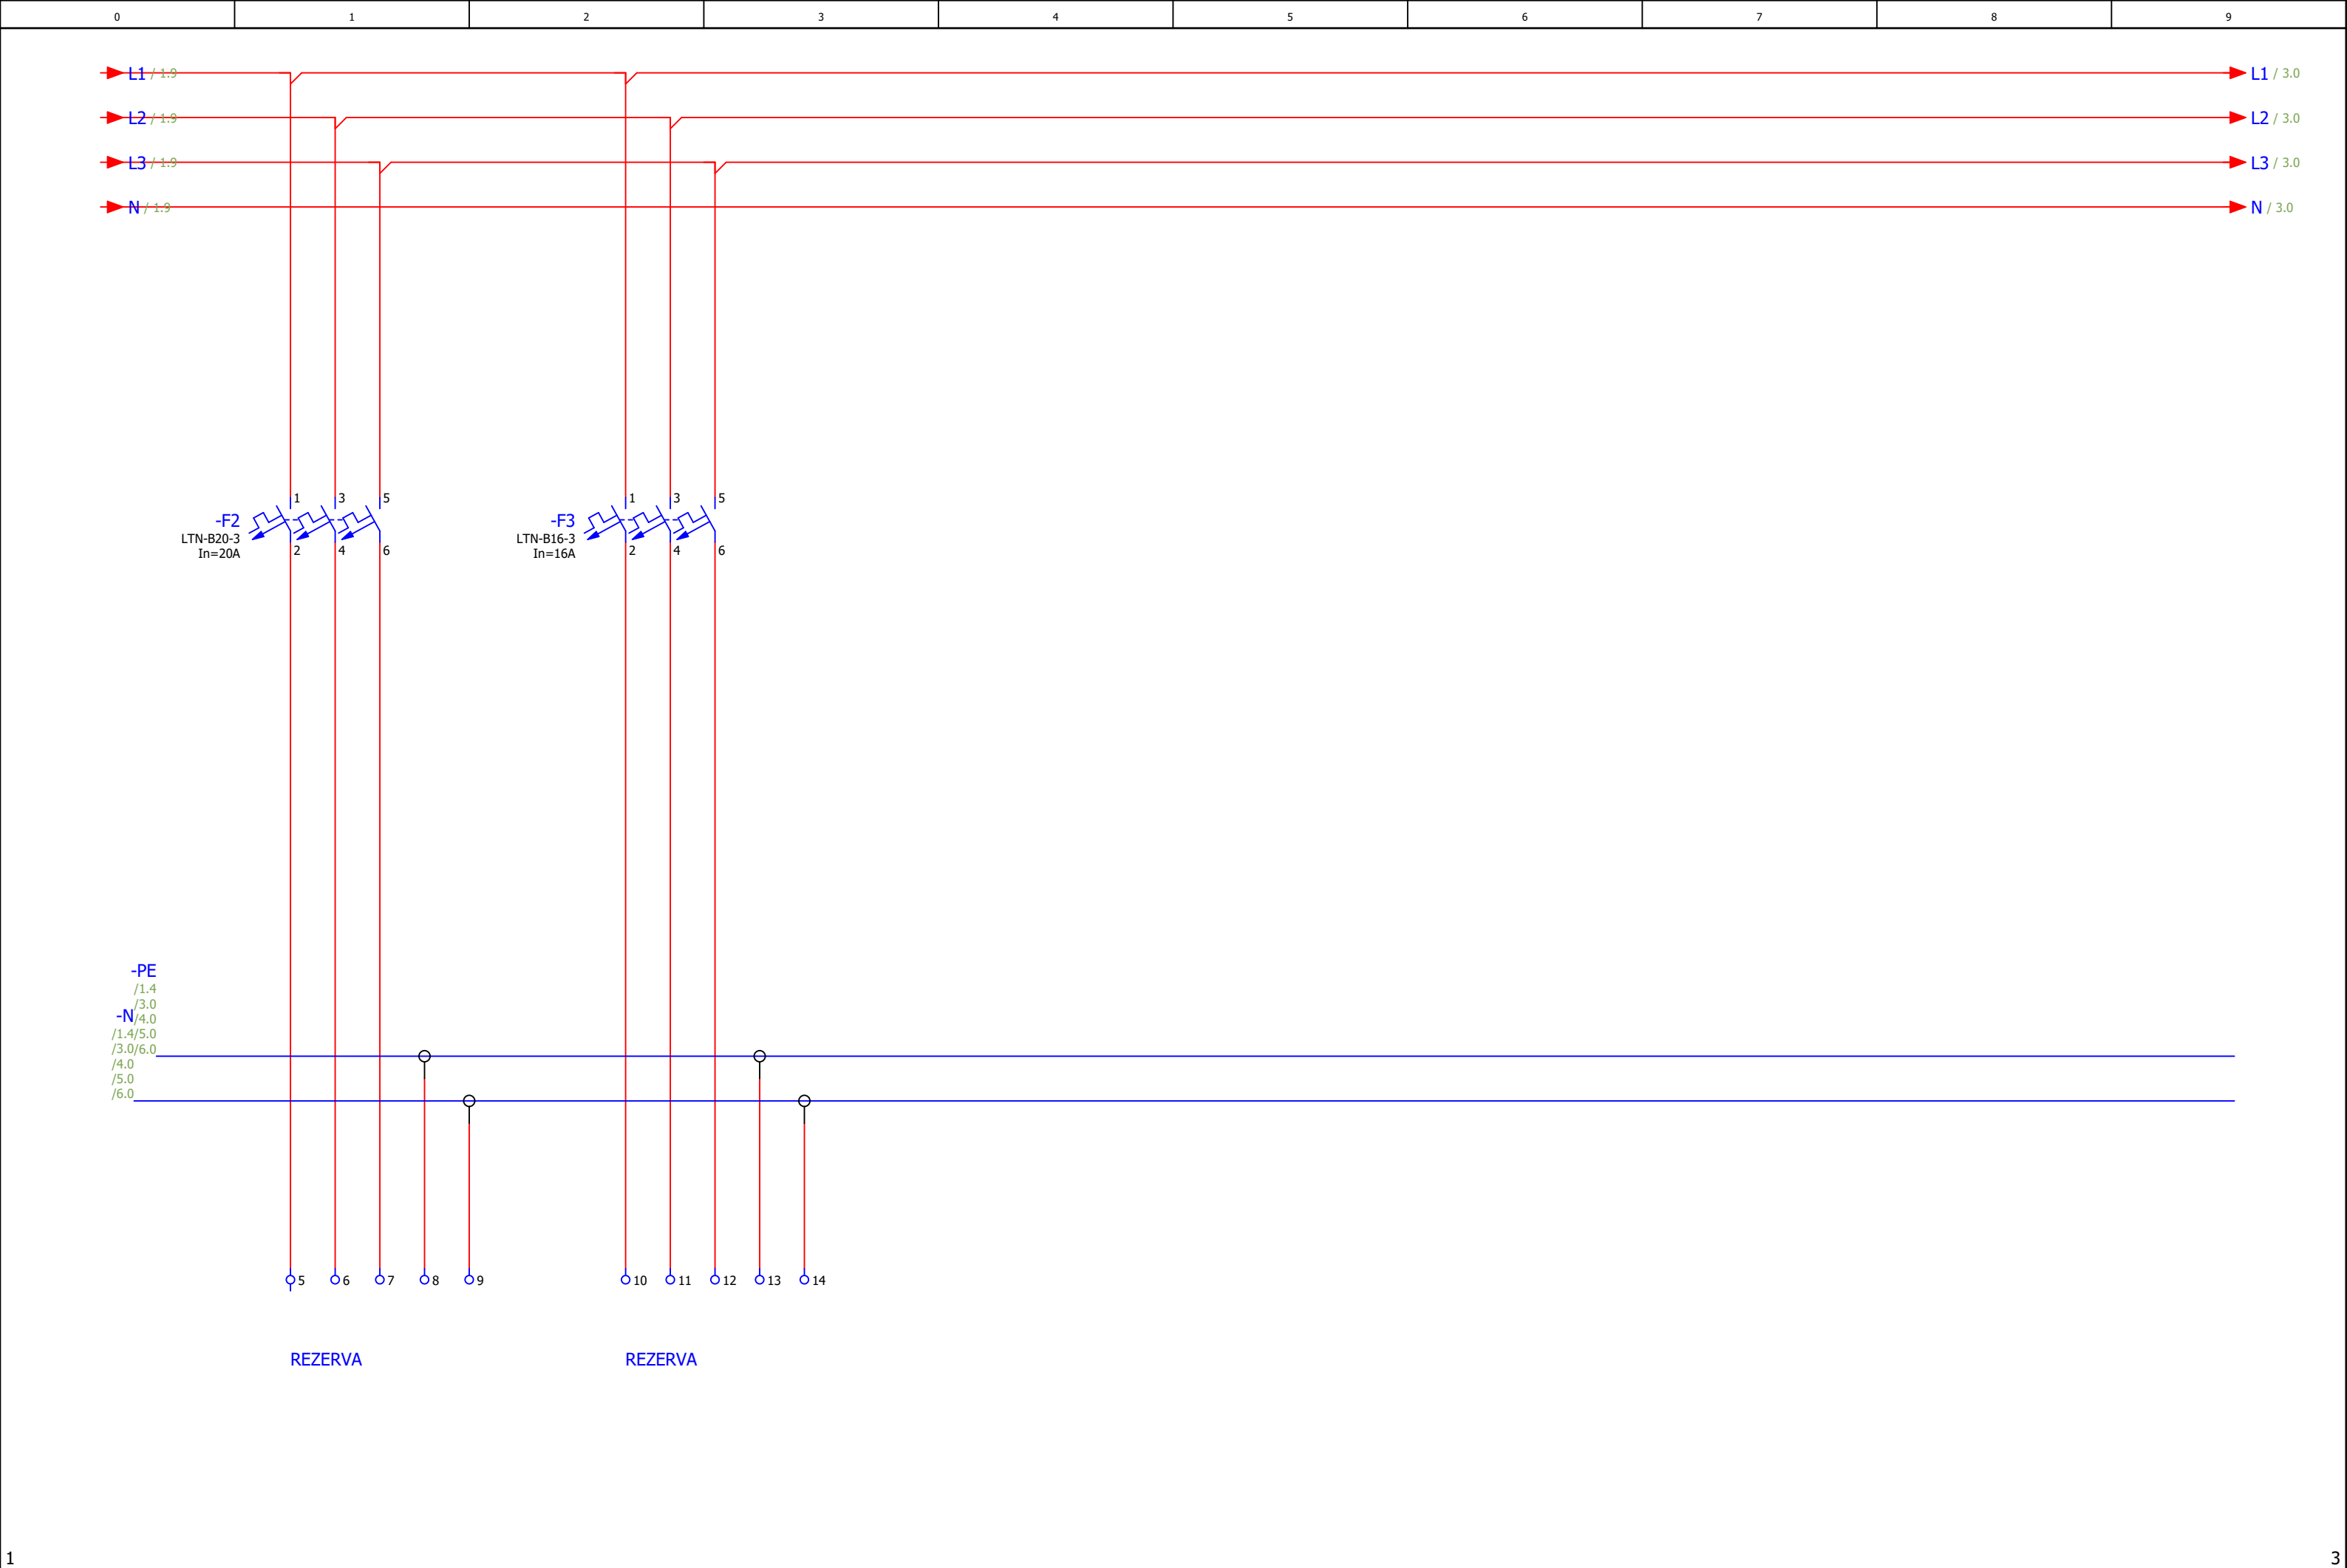 0 1 2 3 4 5 6 7 8 9
L1 / 1.9 L1 / 3.0
L2 / 1.9 L2 / 3.0
L3 / 1.9 L3 / 3.0
N / 1.9 N / 3.0
1 3 5 1 3 5
-F2 -F3
LTN-B20-3 LTN-B16-3
In=20A In=16A
2 4 6 2 4 6
-PE
/1.4
/3.0
-N /4.0
/1.4 /5.0
/3.0 /6.0
/4.0
/5.0
/6.0
5 6 7 8 9 10 11 12 13 14
REZERVA REZERVA
1 3